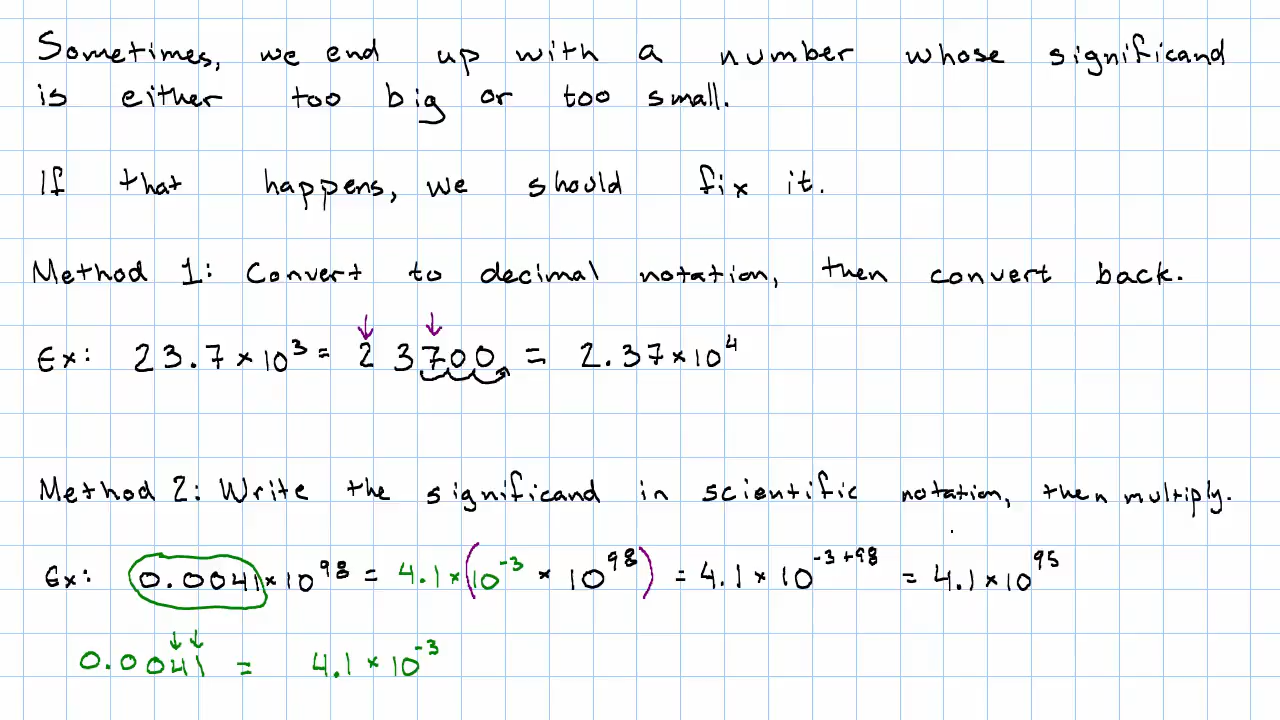 Sometimes, we end up with a number whose significand
is either too big or too small.
If that happens, we should fix it.
Method 1: Convert to decimal notation, then convert back.
Ex: 23.7 × 10³ = 23700 = 2.37 × 10⁴
Method 2: Write the significand in scientific notation, then multiply.
Ex: 0.0041 × 10⁹⁸ = 4.1 × (10⁻³ × 10⁹⁸) = 4.1 × 10⁻³⁺⁹⁸ = 4.1 × 10⁹⁵
0.0041 = 4.1 × 10⁻³